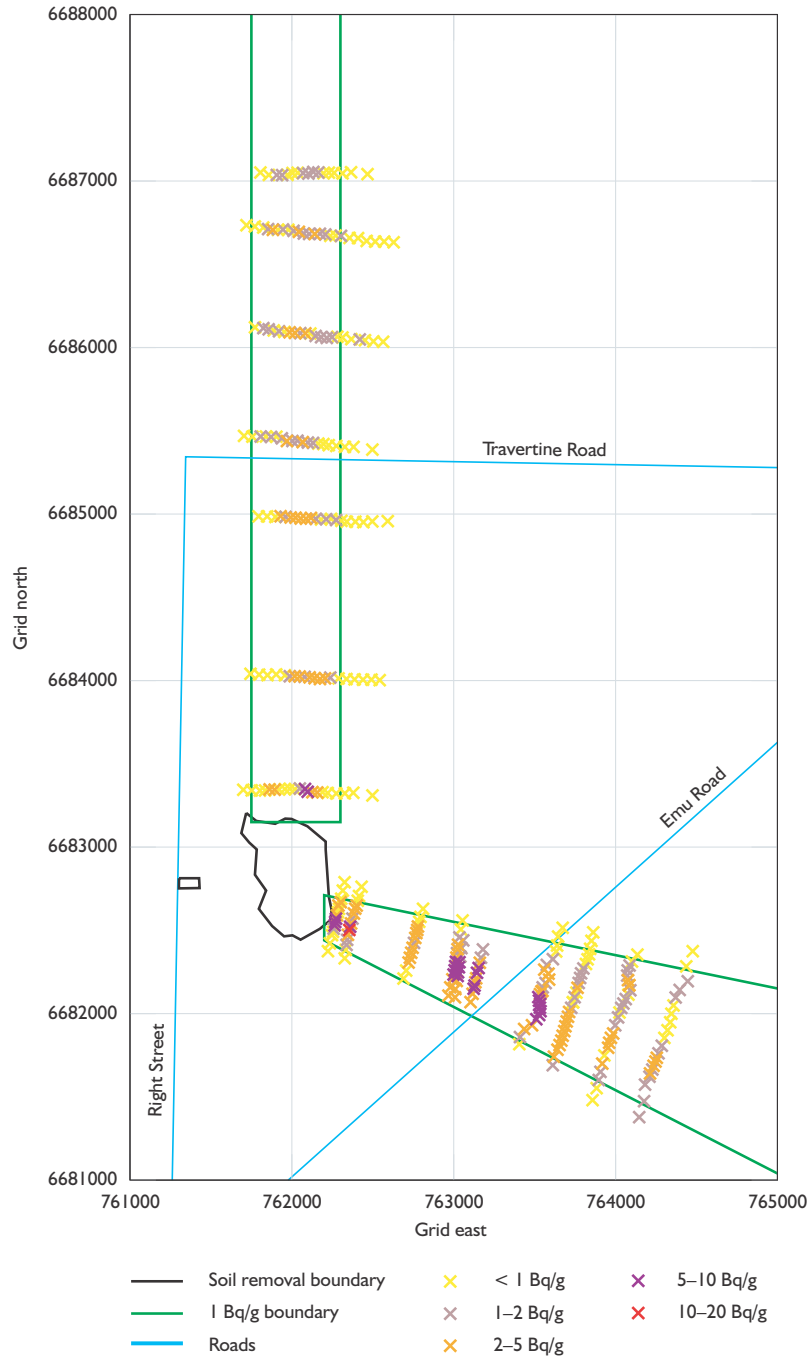 6688000
6687000
6686000
6685000
6684000
6683000
6682000
6681000
Grid north
Travertine Road
Emu Road
Right Street
761000 762000 763000 764000 765000
Grid east
Soil removal boundary
1 Bq/g boundary
Roads
< 1 Bq/g
1–2 Bq/g
2–5 Bq/g
5–10 Bq/g
10–20 Bq/g